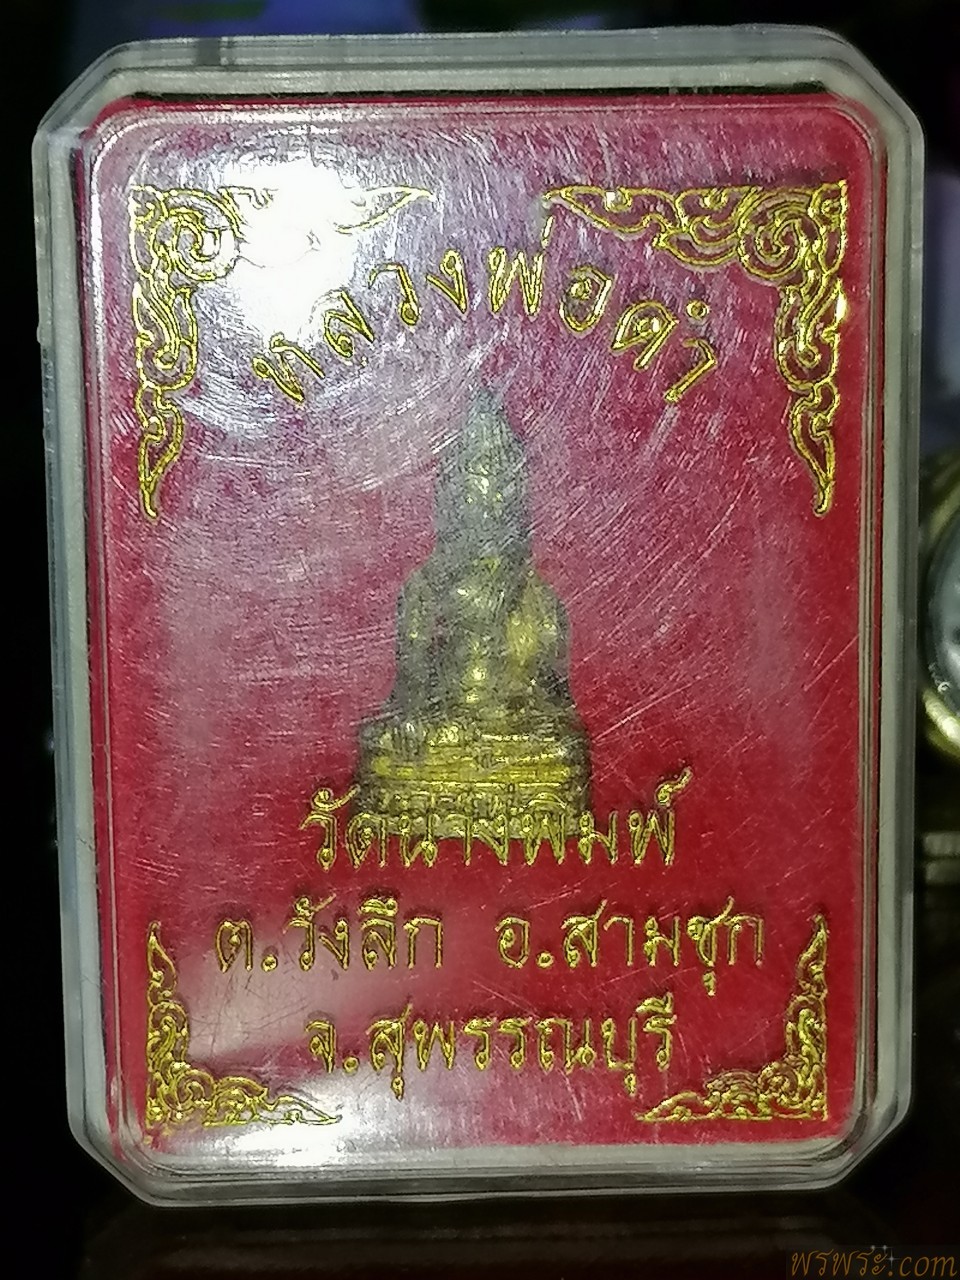 หลวงพ่อดำ
วัดนางพิมพ์
ต.วังลึก อ.สามชุก
จ.สุพรรณบุรี
พรพระ.com